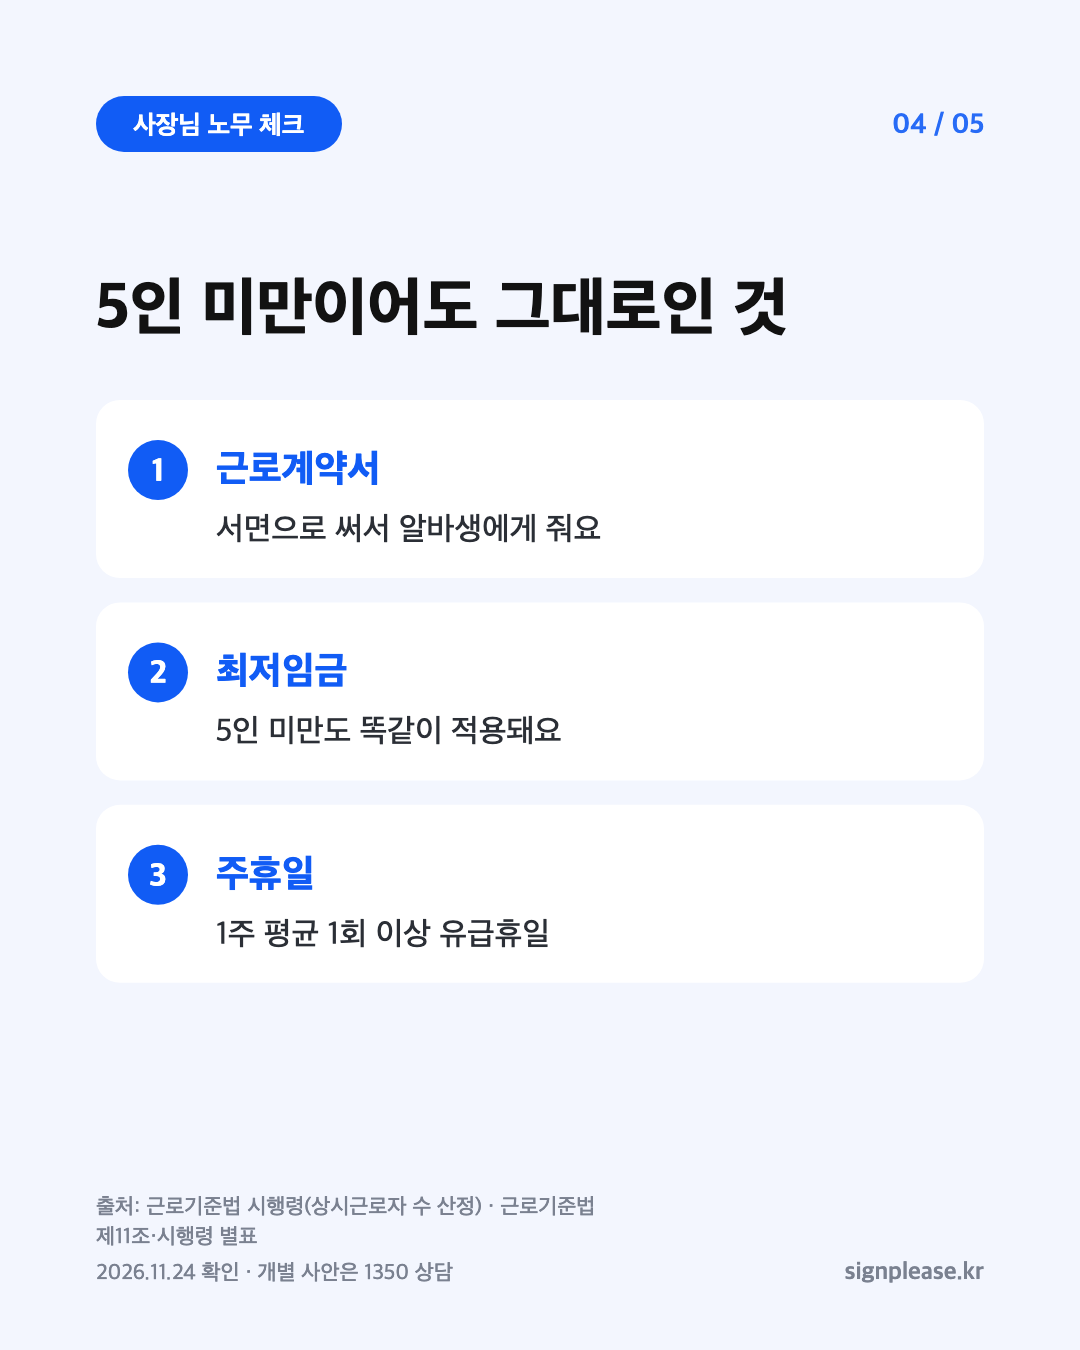 사장님 노무 체크
04 / 05
5인 미만이어도 그대로인 것
1
근로계약서
서면으로 써서 알바생에게 줘요
2
최저임금
5인 미만도 똑같이 적용돼요
3
주휴일
1주 평균 1회 이상 유급휴일
출처: 근로기준법 시행령(상시근로자 수 산정) · 근로기준법
제11조·시행령 별표
2026.11.24 확인 · 개별 사안은 1350 상담
signplease.kr